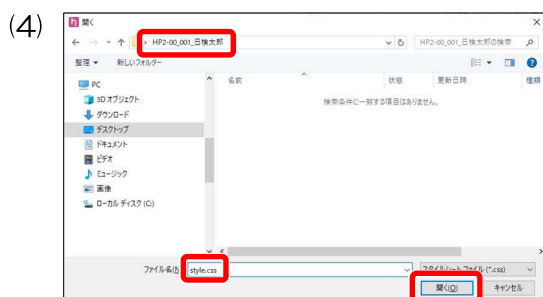 (4)
開く
HP2-00_001_日検太郎
HP2-00_001_日検太郎の検索
整理 新しいフォルダー
名前 状態 更新日時 種類
検索条件に一致する項目はありません。
PC
3D オブジェクト
ダウンロード
デスクトップ
ドキュメント
ビデオ
ミュージック
画像
ローカル ディスク (C:)
ファイル名(N): style.css
スタイルシート ファイル (*.css)
開く(O) キャンセル